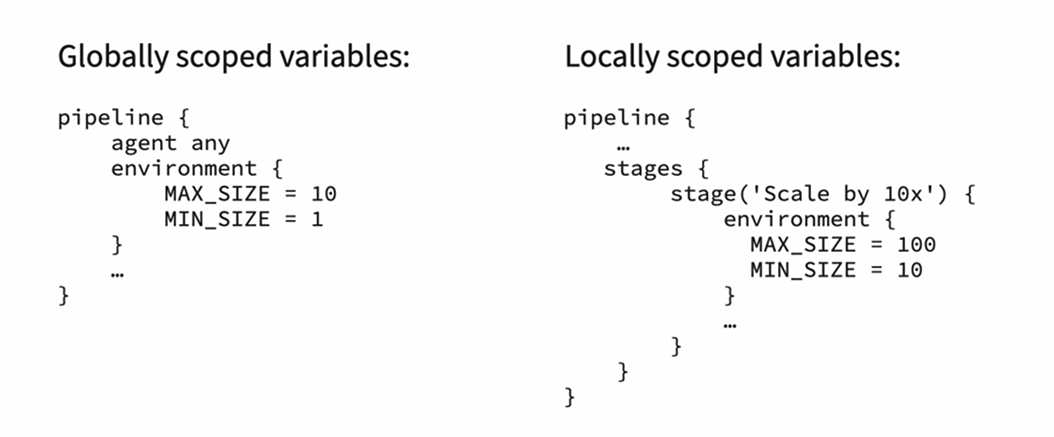 Globally scoped variables:
pipeline {
    agent any
    environment {
        MAX_SIZE = 10
        MIN_SIZE = 1
    }
    …
}
Locally scoped variables:
pipeline {
    …
   stages {
        stage('Scale by 10x') {
            environment {
              MAX_SIZE = 100
              MIN_SIZE = 10
            }
            …
        }
    }
}